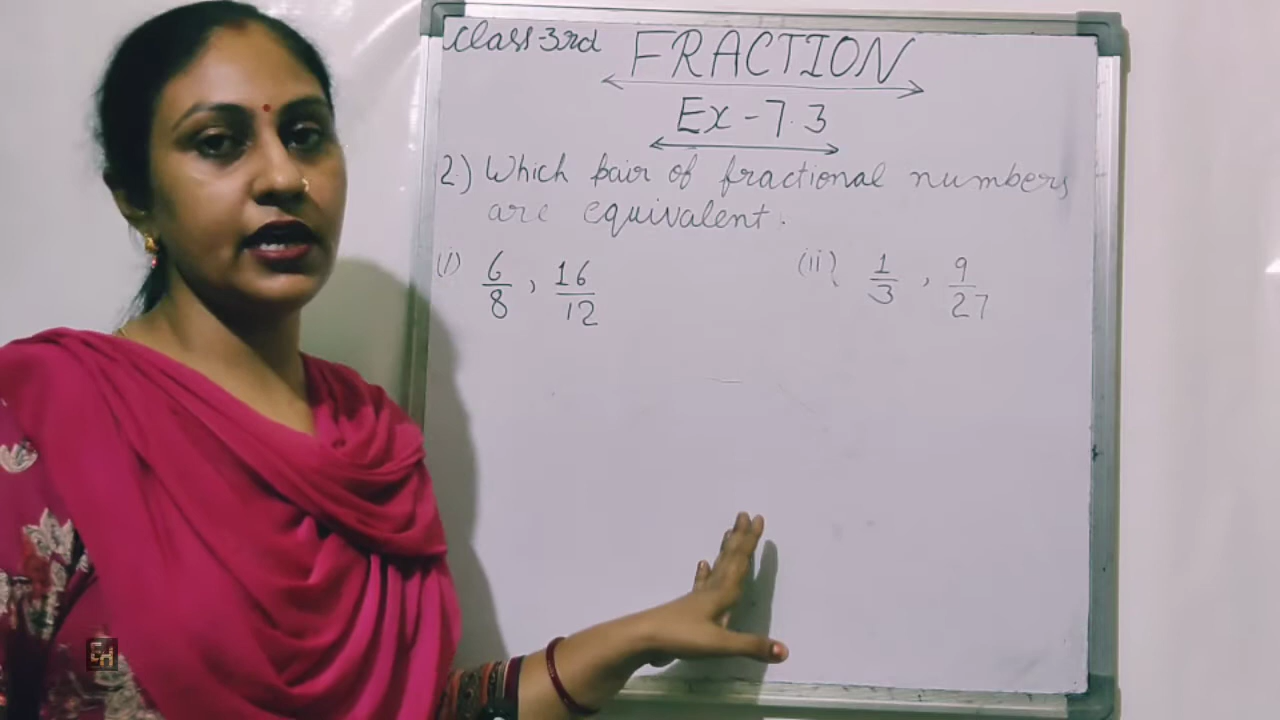 Class-3rd FRACTION
Ex-7.3
2.) Which pair of fractional numbers
are equivalent.
(i) 6/8 , 16/12 (ii) 1/3 , 9/27